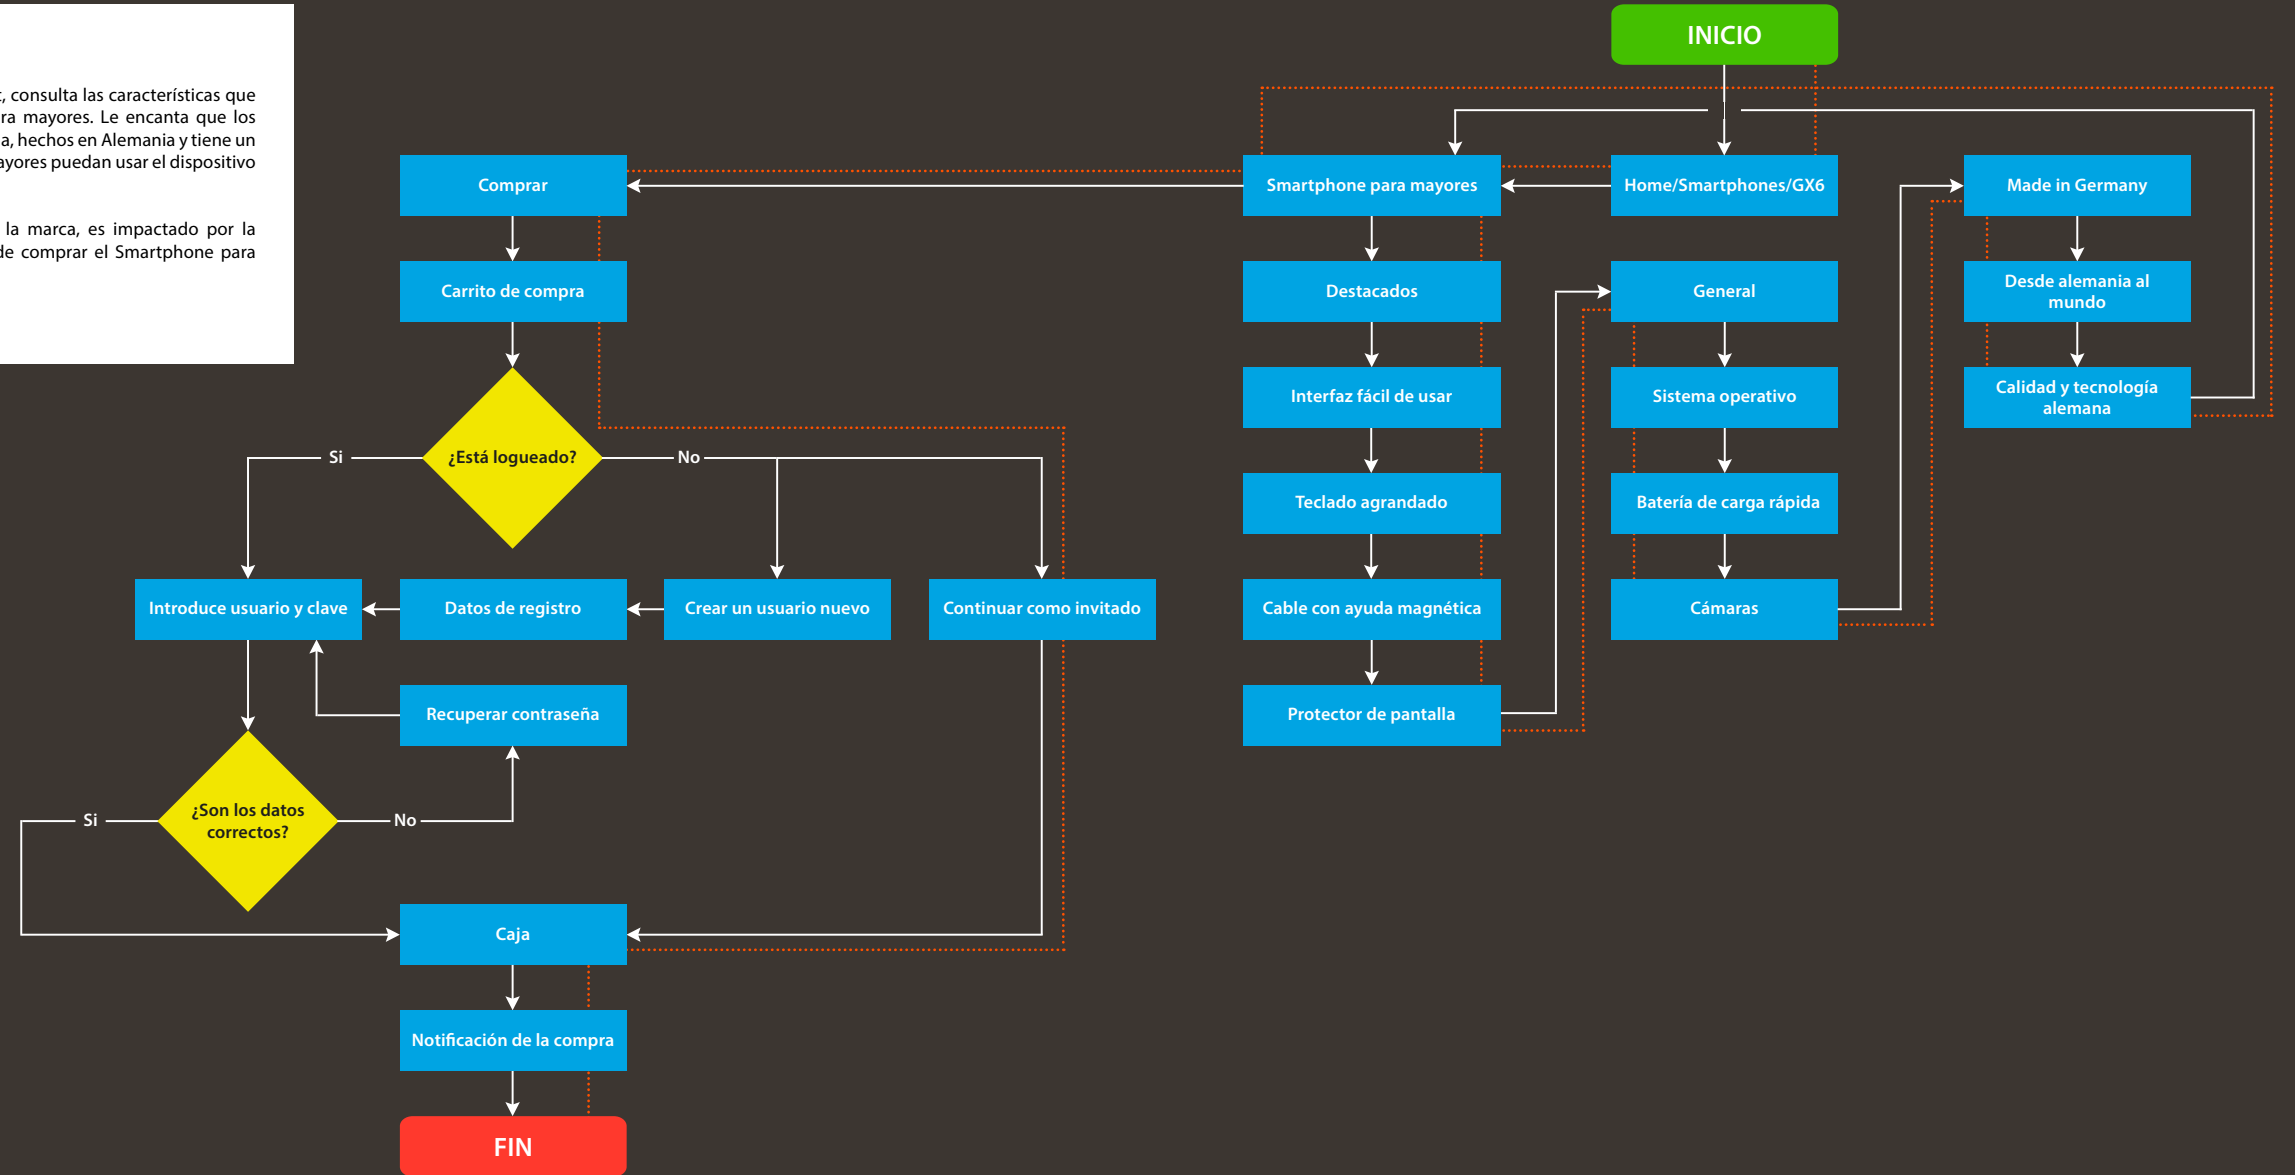 INICIO
, consulta las características que
ra mayores. Le encanta que los
a, hechos en Alemania y tiene un
ayores puedan usar el dispositivo
la marca, es impactado por la
de comprar el Smartphone para
Comprar
Smartphone para mayores
Home/Smartphones/GX6
Made in Germany
Carrito de compra
Destacados
General
Desde alemania al
mundo
Interfaz fácil de usar
Sistema operativo
Calidad y tecnología
alemana
Si
¿Está logueado?
No
Teclado agrandado
Batería de carga rápida
Introduce usuario y clave
Datos de registro
Crear un usuario nuevo
Continuar como invitado
Cable con ayuda magnética
Cámaras
Recuperar contraseña
Protector de pantalla
Si
¿Son los datos
correctos?
No
Caja
Notificación de la compra
FIN